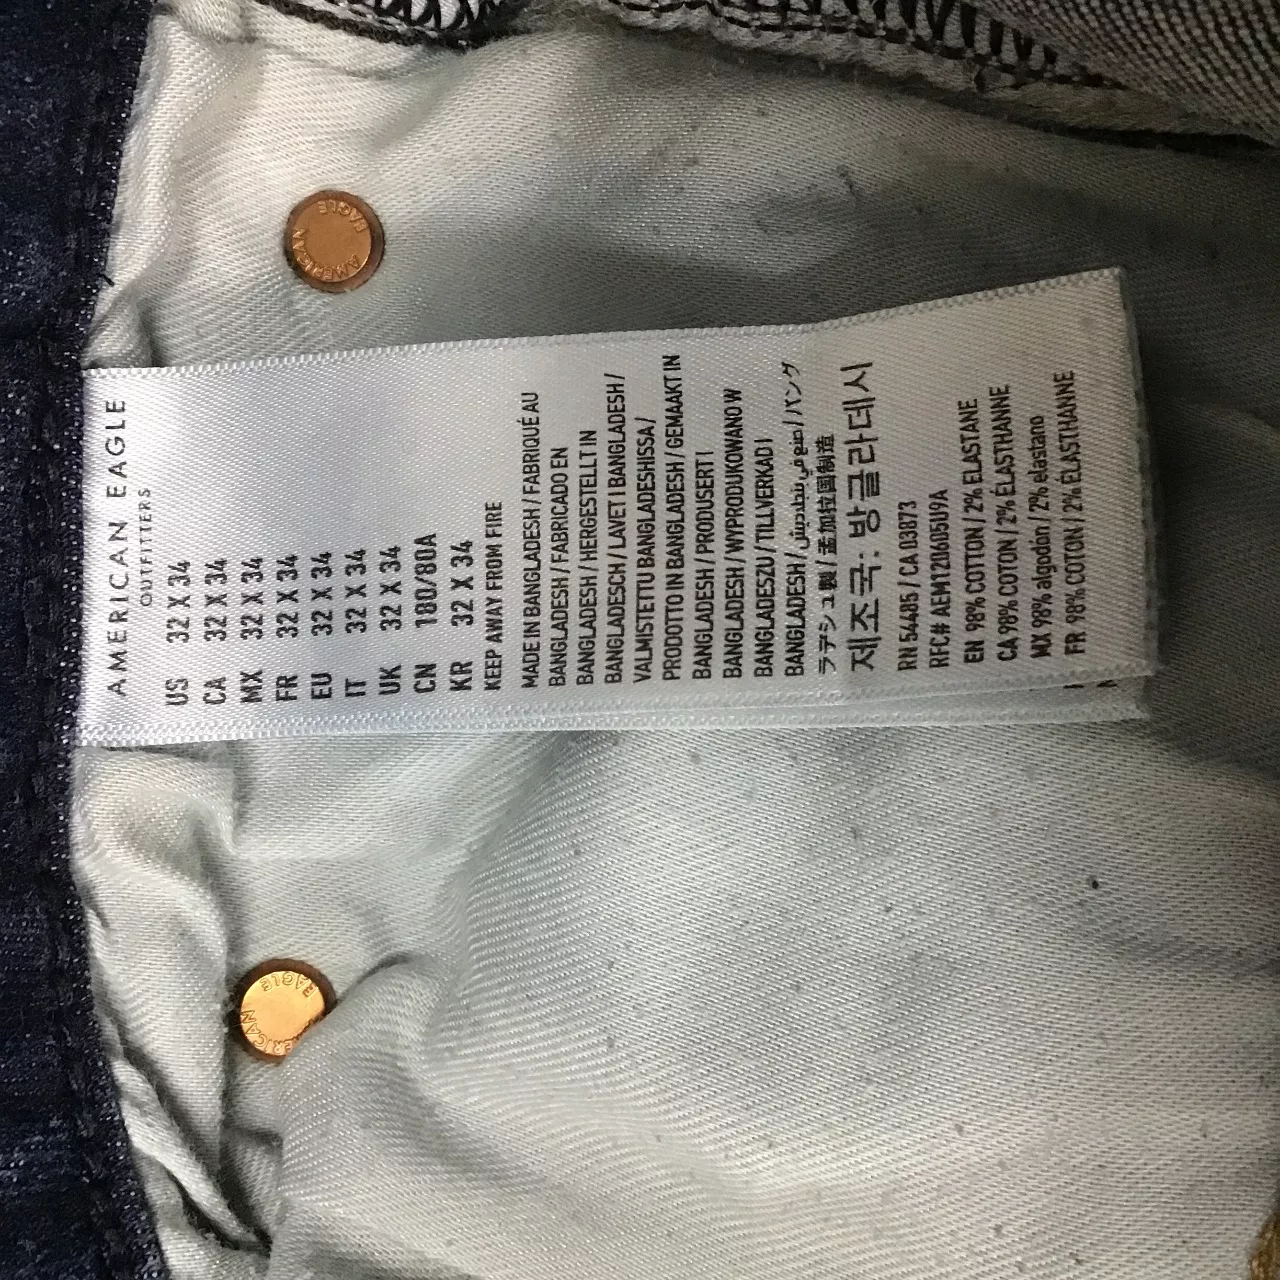 AMERICAN EAGLE
OUTFITTERS
US 32 X 34
CA 32 X 34
MX 32 X 34
FR 32 X 34
EU 32 X 34
IT 32 X 34
UK 32 X 34
CN 180/80A
KR 32 X 34
KEEP AWAY FROM FIRE
MADE IN BANGLADESH / FABRIQUÉ AU
BANGLADESH / FABRICADO EN
BANGLADESH / HERGESTELLT IN
BANGLADESCH / LAVET I BANGLADESH /
VALMISTETTU BANGLADESHISSA /
PRODOTTO IN BANGLADESH / GEMAAKT IN
BANGLADESH / PRODUSERT I
BANGLADESH / WYPRODUKOWANO W
BANGLADESZU / TILLVERKAD I
BANGLADESH / صنع في بنجلاديش / バング
ラデシュ製 / 孟加拉国制造
제조국: 방글라데시
RN 54485 / CA 03873
RFC# AEM120605U9A
EN 98% COTTON / 2% ELASTANE
CA 98% COTON / 2% ÉLASTHANNE
MX 98% algodón / 2% elastano
FR 98% COTON / 2% ÉLASTHANNE
AMERICAN EAGLE
AMERICAN EAGLE